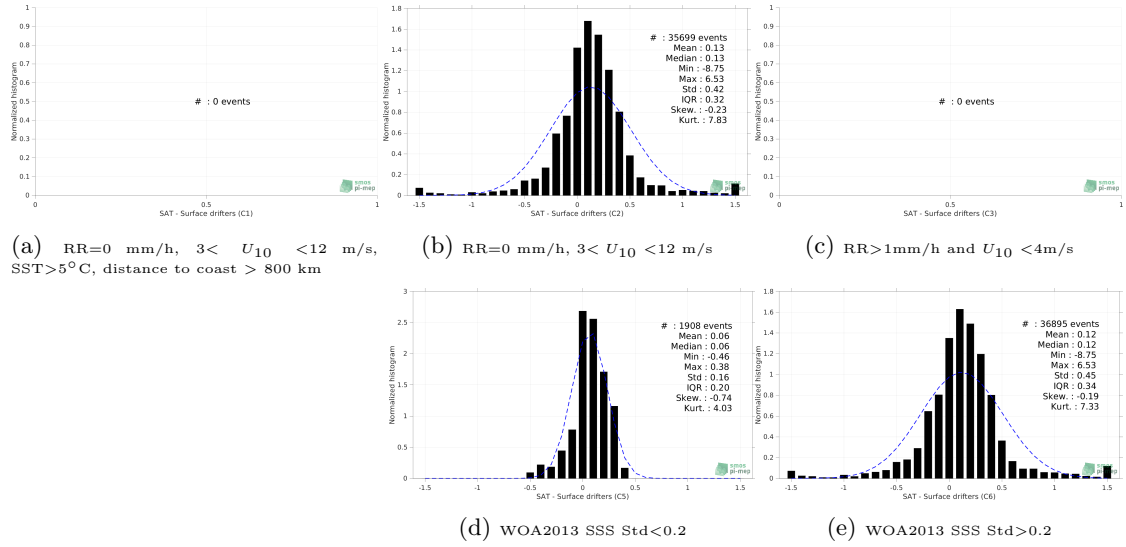 1
0.9
0.8
0.7
0.6
0.5
0.4
0.3
0.2
0.1
0
Normalized histogram
# : 0 events
smos
pi-mep
0 0.5 1
SAT - Surface drifters (C1)
(a) RR=0 mm/h, 3< U10 <12 m/s,
SST>5°C, distance to coast > 800 km
1.8
1.6
1.4
1.2
1
0.8
0.6
0.4
0.2
0
Normalized histogram
# : 35699 events
Mean : 0.13
Median : 0.13
Min : -8.75
Max : 6.53
Std : 0.42
IQR : 0.32
Skew. : -0.23
Kurt. : 7.83
smos
pi-mep
-1.5 -1 -0.5 0 0.5 1 1.5
SAT - Surface drifters (C2)
(b) RR=0 mm/h, 3< U10 <12 m/s
1
0.9
0.8
0.7
0.6
0.5
0.4
0.3
0.2
0.1
0
Normalized histogram
# : 0 events
smos
pi-mep
0 0.5 1
SAT - Surface drifters (C3)
(c) RR>1mm/h and U10 <4m/s
3
2.5
2
1.5
1
0.5
0
Normalized histogram
# : 1908 events
Mean : 0.06
Median : 0.06
Min : -0.46
Max : 0.38
Std : 0.16
IQR : 0.20
Skew. : -0.74
Kurt. : 4.03
smos
pi-mep
-1.5 -1 -0.5 0 0.5 1 1.5
SAT - Surface drifters (C5)
(d) WOA2013 SSS Std<0.2
1.8
1.6
1.4
1.2
1
0.8
0.6
0.4
0.2
0
Normalized histogram
# : 36895 events
Mean : 0.12
Median : 0.12
Min : -8.75
Max : 6.53
Std : 0.45
IQR : 0.34
Skew. : -0.19
Kurt. : 7.33
smos
pi-mep
-1.5 -1 -0.5 0 0.5 1 1.5
SAT - Surface drifters (C6)
(e) WOA2013 SSS Std>0.2